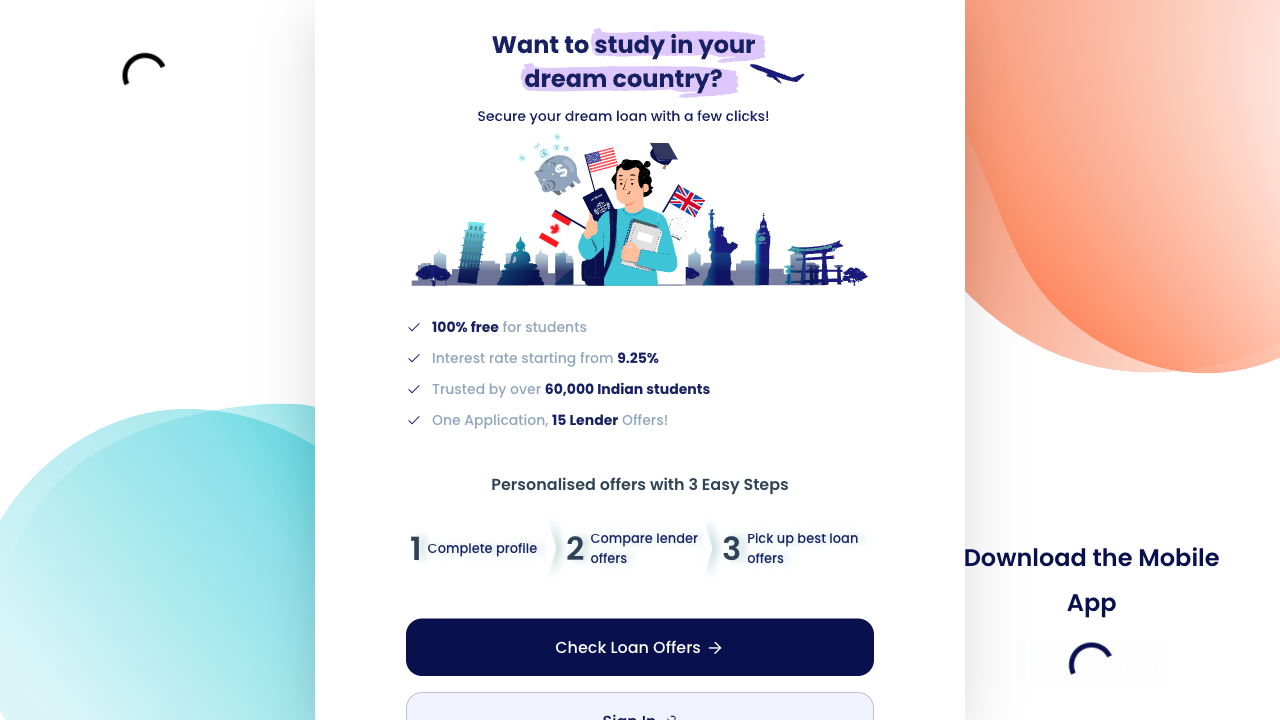 Want to study in your
dream country?
Secure your dream loan with a few clicks!
100% free for students
Interest rate starting from 9.25%
Trusted by over 60,000 Indian students
One Application, 15 Lender Offers!
Personalised offers with 3 Easy Steps
1 Complete profile
2 Compare lender
offers
3 Pick up best loan
offers
Check Loan Offers →
Sign In
Download the Mobile
App